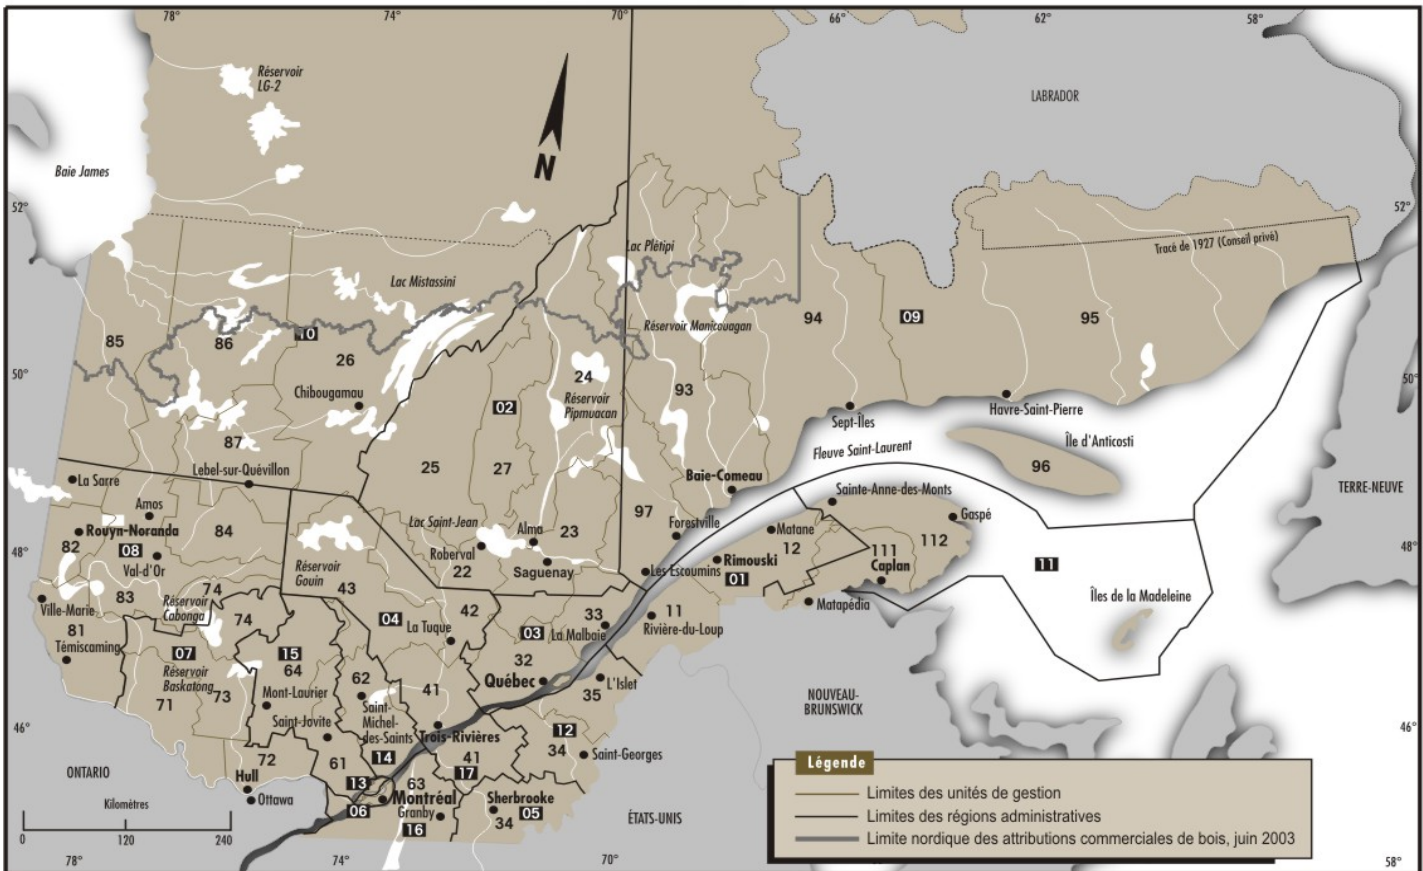 78°
74°
70°
66°
62°
58°
Réservoir
LG-2
LABRADOR
N
Baie James
52°
52°
Lac Plétipi
Tracé de 1927 (Conseil privé)
Lac Mistassini
Réservoir Manicouagan
94
09
95
85
86
10
26
50°
24
50°
93
Chibougamau
02
Réservoir
Pipmuacan
Havre-Saint-Pierre
Sept-Îles
87
Île d'Anticosti
Fleuve Saint-Laurent
25
27
96
Lebel-sur-Quévillon
Baie-Comeau
La Sarre
Sainte-Anne-des-Monts
TERRE-NEUVE
Amos
97
Gaspé
Rouyn-Noranda
84
Lac Saint-Jean
Alma
23
Forestville
Matane
112
82
08
48°
48°
Roberval
12
111
Val-d'Or
Réservoir
Gouin
22
Saguenay
Les Escoumins
Rimouski
Caplan
11
01
83
74
43
Ville-Marie
Réservoir
Cabonga
74
42
33
11
Matapédia
Îles de la Madeleine
04
81
La Tuque
03
La Malbaie
Rivière-du-Loup
Témiscaming
07
15
32
Réservoir
Baskatong
64
62
Québec
L'Islet
71
73
Mont-Laurier
41
35
NOUVEAU-
BRUNSWICK
Saint-Jovite
Saint-
Michel-
des-Saints
46°
46°
12
Trois-Rivières
34
Saint-Georges
72
61
14
41
17
ONTARIO
Hull
13
63
Ottawa
Montréal
Sherbrooke
Kilomètres
06
Granby
34
05
ÉTATS-UNIS
16
0
120
240
Légende
Limites des unités de gestion
Limites des régions administratives
Limite nordique des attributions commerciales de bois, juin 2003
78°
74°
70°
58°